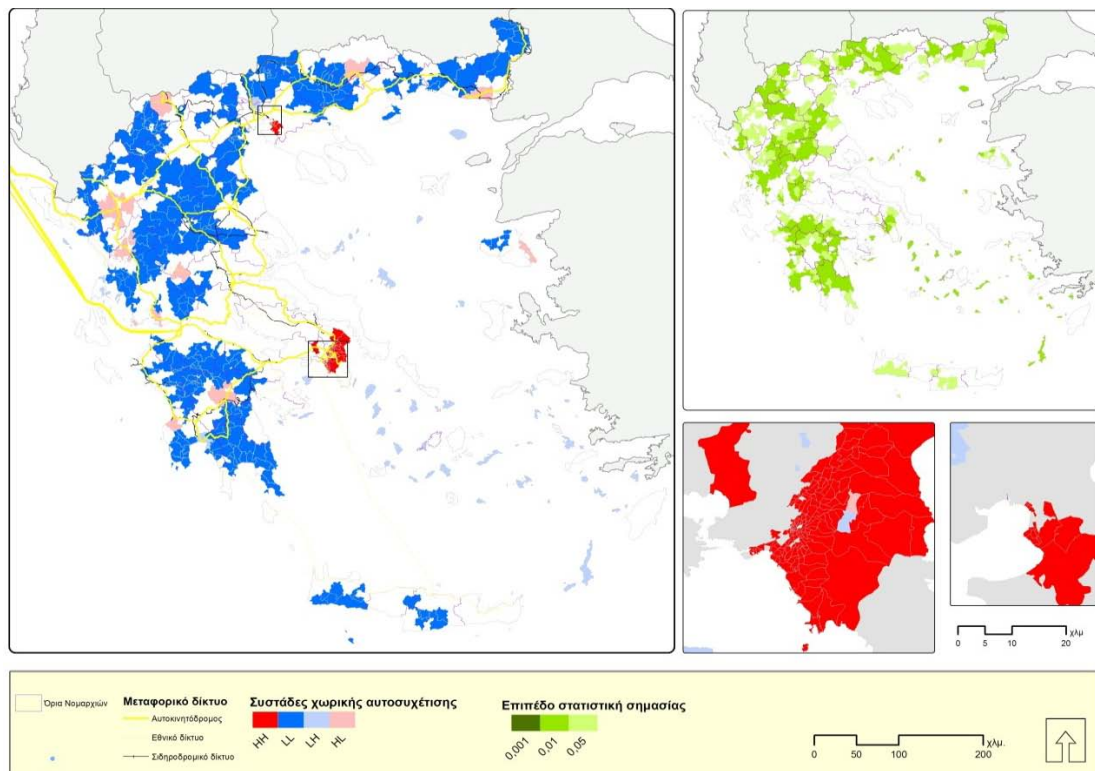 0 5 10 20 χλμ
Όρια Νομαρχιών
Μεταφορικό δίκτυο
Αυτοκινητόδρομος
Εθνικό δίκτυο
Σιδηροδρομικό δίκτυο
Συστάδες χωρικής αυτοσυχέτισης
HH LL LH HL
Επιπέδο στατιστική σημασίας
0,001 0,01 0,05
0 50 100 200 χλμ.